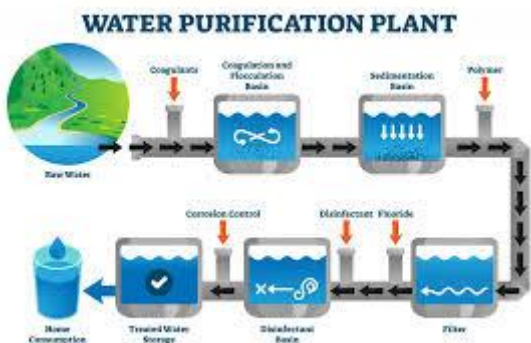 WATER PURIFICATION PLANT
Coagulants
Coagulation and
Flocculation
Basin
Sedimentation
Basin
Polymer
Raw Water
Corrosion Control
Disinfectant
Fluoride
Home
Consumption
Treated Water
Storage
Disinfectant
Basin
Filter